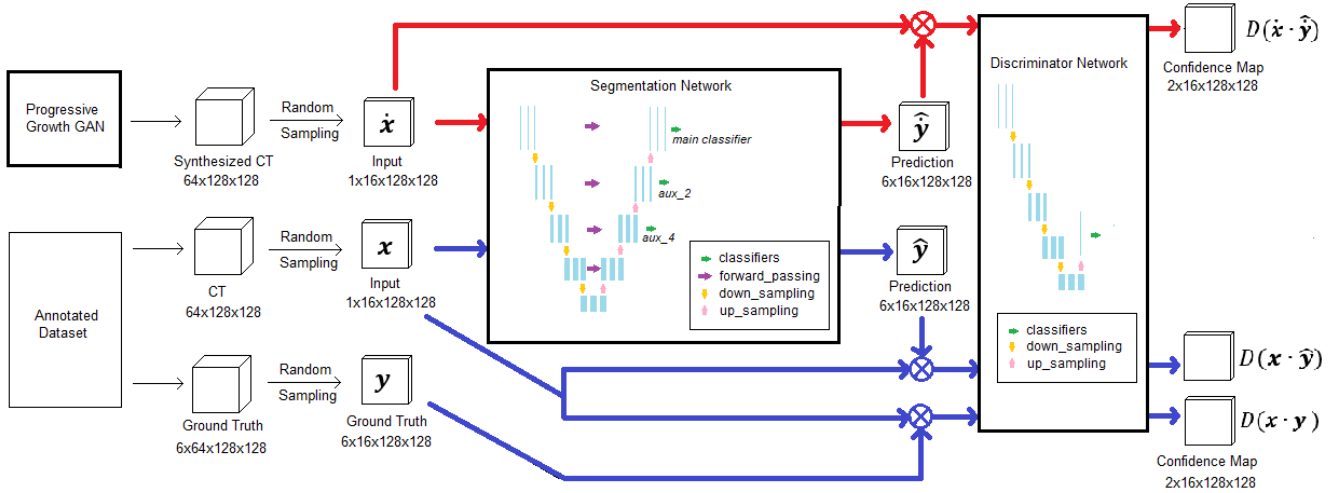 Progressive
Growth GAN
Synthesized CT
64x128x128
Random
Sampling
ẋ
Input
1x16x128x128
Segmentation Network
main classifier
aux_2
aux_4
classifiers
forward_passing
down_sampling
up_sampling
ŷ̇
Prediction
6x16x128x128
Discriminator Network
classifiers
down_sampling
up_sampling
Confidence Map
2x16x128x128
D(ẋ · ŷ̇)
Annotated
Dataset
CT
64x128x128
Random
Sampling
x
Input
1x16x128x128
ŷ
Prediction
6x16x128x128
D(x · ŷ)
Ground Truth
6x64x128x128
Random
Sampling
y
Ground Truth
6x16x128x128
D(x · y)
Confidence Map
2x16x128x128